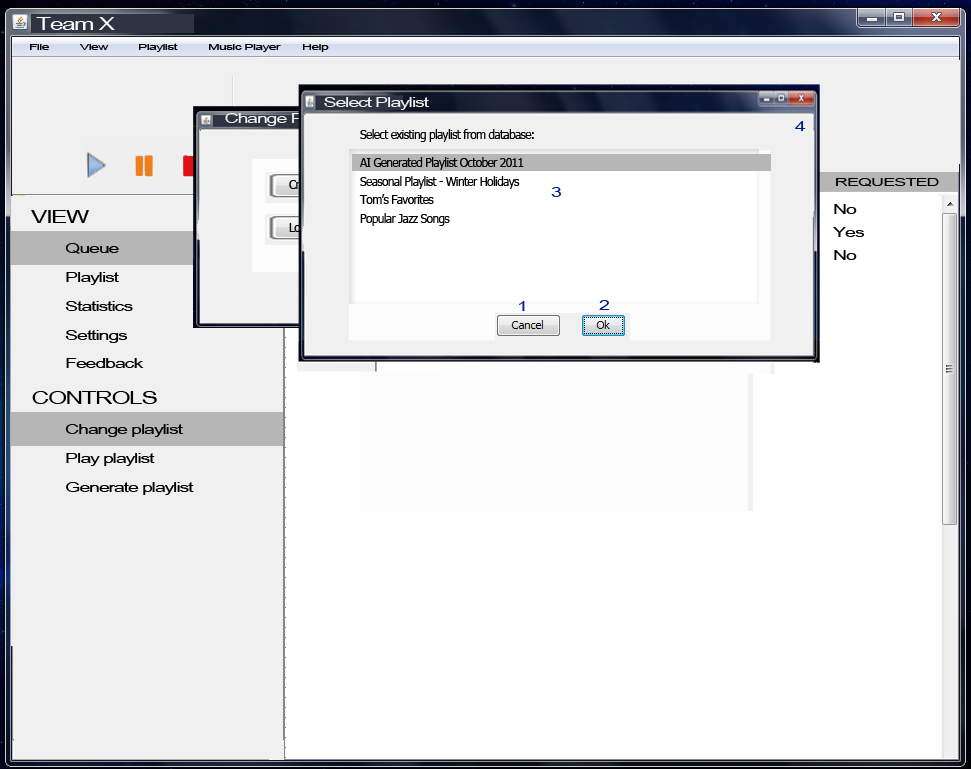 Team X
File View Playlist Music Player Help
Select Playlist
Change
4
Select existing playlist from database:
AI Generated Playlist October 2011
Seasonal Playlist - Winter Holidays
3
Tom's Favorites
Popular Jazz Songs
1
2
Cancel
Ok
REQUESTED
No
Yes
No
VIEW
Queue
Playlist
Statistics
Settings
Feedback
CONTROLS
Change playlist
Play playlist
Generate playlist